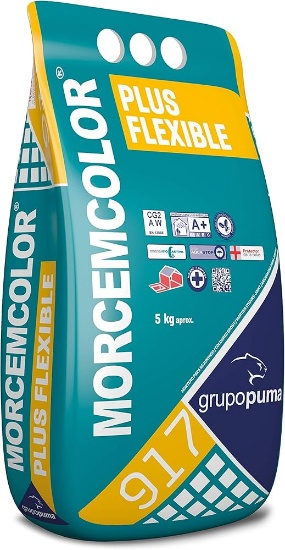 PLUS
FLEXIBLE
MORCEMCOLOR®
CG2
A W
A+
5 kg aprox.
grupopuma
917
MORCEMCOLOR®
PLUS FLEXIBLE
grupopuma